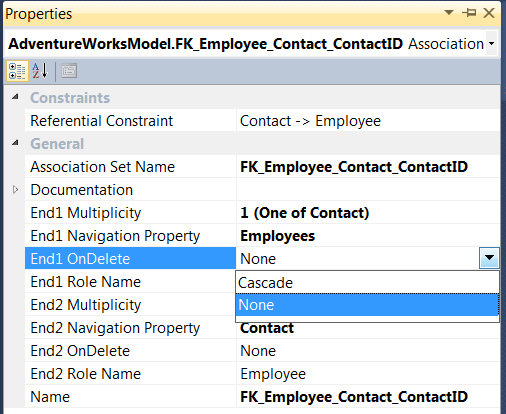 Properties
AdventureWorksModel.FK_Employee_Contact_ContactID Association
Constraints
Referential Constraint Contact -> Employee
General
Association Set Name FK_Employee_Contact_ContactID
Documentation
End1 Multiplicity 1 (One of Contact)
End1 Navigation Property Employees
End1 OnDelete None
End1 Role Name Cascade
End2 Multiplicity None
End2 Navigation Property Contact
End2 OnDelete None
End2 Role Name Employee
Name FK_Employee_Contact_ContactID